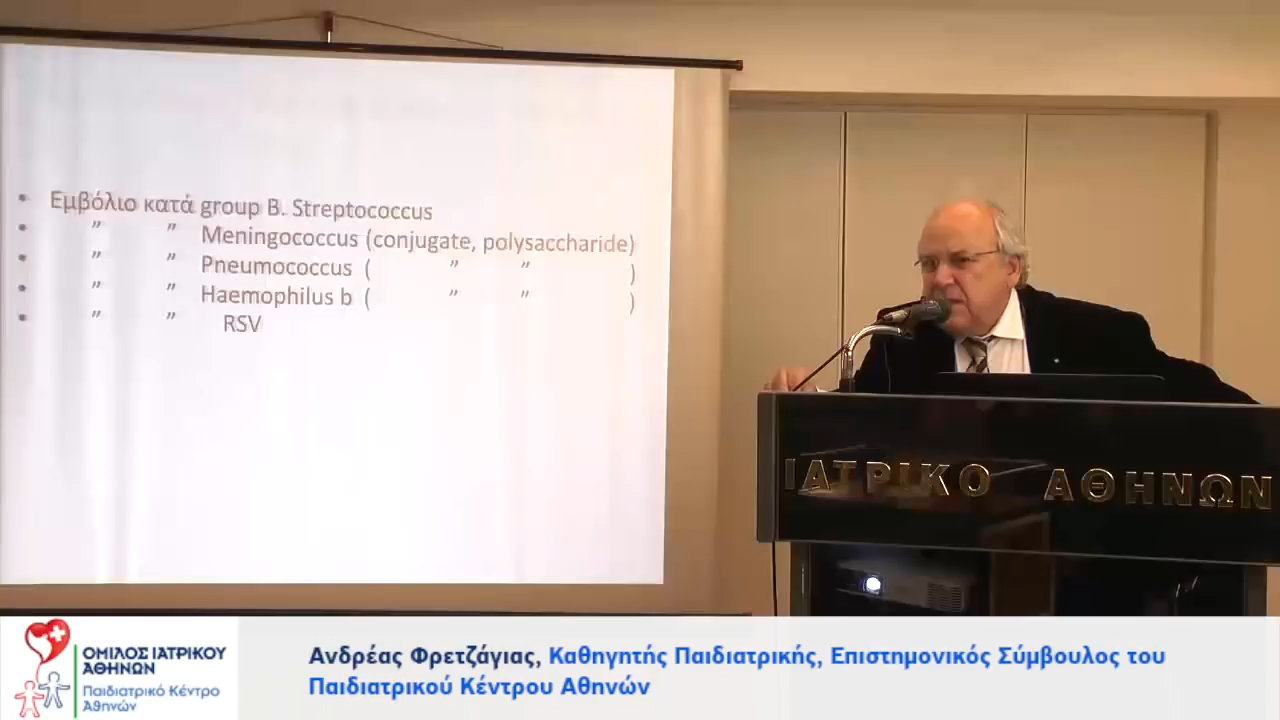 • Εμβόλιο κατά group B. Streptococcus
• ” ” Meningococcus (conjugate, polysaccharide)
• ” ” Pneumococcus ( ” ” )
• ” ” Haemophilus b ( ” ” )
• ” ” RSV
ΙΑΤΡΙΚΟ ΑΘΗΝΩΝ
ΟΜΙΛΟΣ ΙΑΤΡΙΚΟΥ
ΑΘΗΝΩΝ
Παιδιατρικό Κέντρο
Αθηνών
Ανδρέας Φρετζάγιας, Καθηγητής Παιδιατρικής, Επιστημονικός Σύμβουλος του
Παιδιατρικού Κέντρου Αθηνών